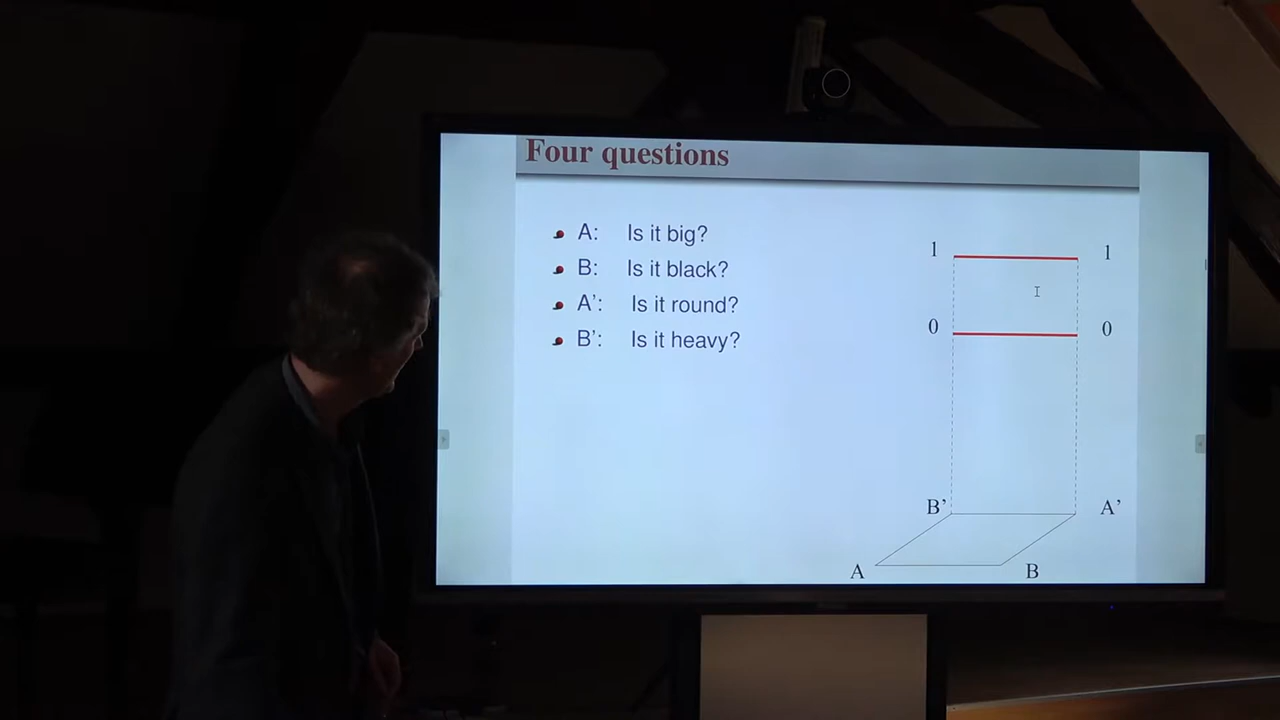 Four questions
A: Is it big?
B: Is it black?
A': Is it round?
B': Is it heavy?
1 1
0 0
B' A'
A B